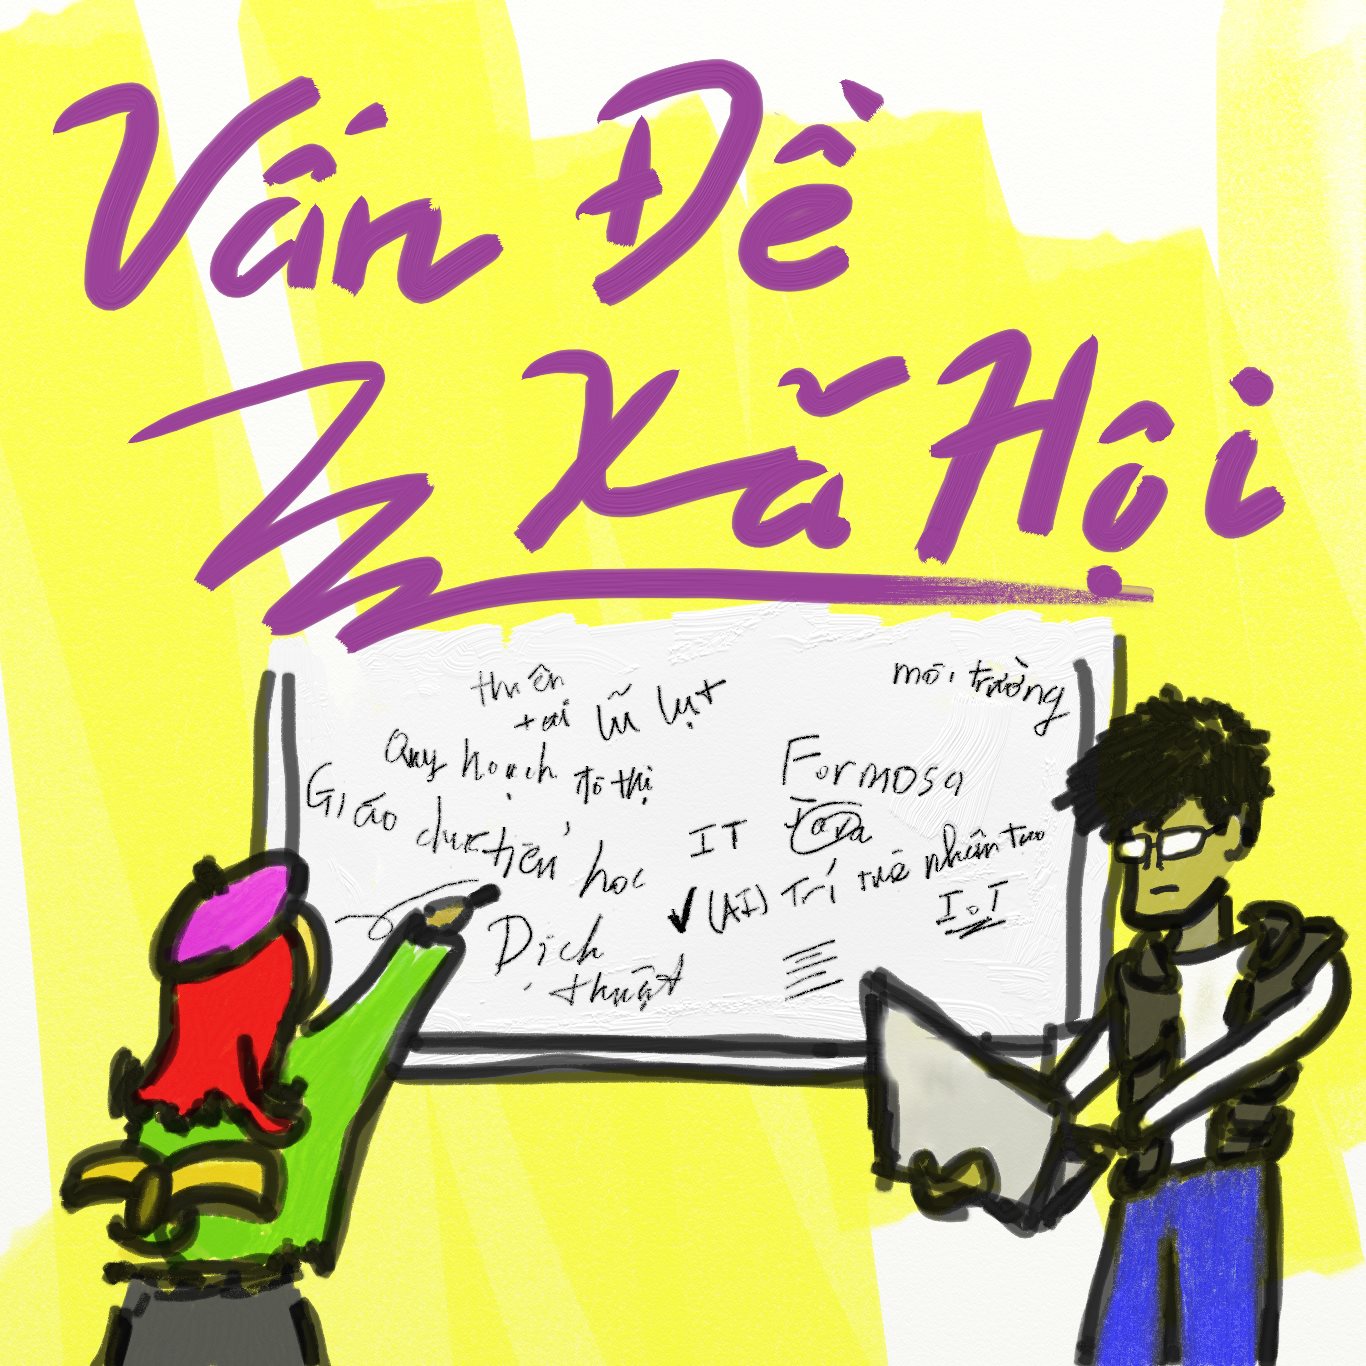 Vấn Đề
Xã Hội
thiên
tai
lũ lụt
môi trường
Quy hoạch
đô thị
Formosa
Giáo dục
tiểu học
IT
✓ (AI) Trí tuệ nhân tạo
IoT
Dịch
thuật